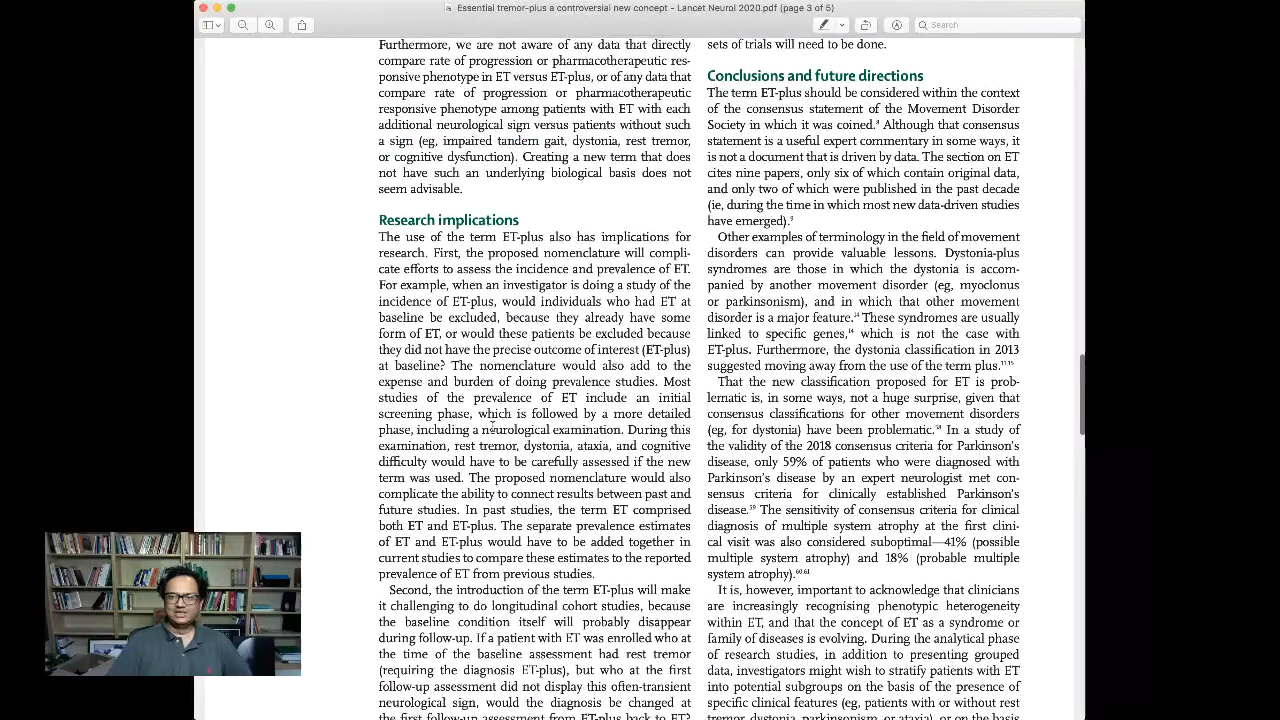 Essential tremor-plus a controversial new concept - Lancet Neurol 2020.pdf (page 3 of 5)
Search
Furthermore, we are not aware of any data that directly
compare rate of progression or pharmacotherapeutic res-
ponsive phenotype in ET versus ET-plus, or of any data that
compare rate of progression or pharmacotherapeutic
responsive phenotype among patients with ET with each
additional neurological sign versus patients without such
a sign (eg, impaired tandem gait, dystonia, rest tremor,
or cognitive dysfunction). Creating a new term that does
not have such an underlying biological basis does not
seem advisable.
Research implications
The use of the term ET-plus also has implications for
research. First, the proposed nomenclature will compli-
cate efforts to assess the incidence and prevalence of ET.
For example, when an investigator is doing a study of the
incidence of ET-plus, would individuals who had ET at
baseline be excluded, because they already have some
form of ET, or would these patients be excluded because
they did not have the precise outcome of interest (ET-plus)
at baseline? The nomenclature would also add to the
expense and burden of doing prevalence studies. Most
studies of the prevalence of ET include an initial
screening phase, which is followed by a more detailed
phase, including a neurological examination. During this
examination, rest tremor, dystonia, ataxia, and cognitive
difficulty would have to be carefully assessed if the new
term was used. The proposed nomenclature would also
complicate the ability to connect results between past and
future studies. In past studies, the term ET comprised
both ET and ET-plus. The separate prevalence estimates
of ET and ET-plus would have to be added together in
current studies to compare these estimates to the reported
prevalence of ET from previous studies.
Second, the introduction of the term ET-plus will make
it challenging to do longitudinal cohort studies, because
the baseline condition itself will probably disappear
during follow-up. If a patient with ET was enrolled who at
the time of the baseline assessment had rest tremor
(requiring the diagnosis ET-plus), but who at the first
follow-up assessment did not display this often-transient
neurological sign, would the diagnosis be changed at
the first follow-up assessment from ET-plus back to ET?
sets of trials will need to be done.
Conclusions and future directions
The term ET-plus should be considered within the context
of the consensus statement of the Movement Disorder
Society in which it was coined. Although that consensus
statement is a useful expert commentary in some ways, it
is not a document that is driven by data. The section on ET
cites nine papers, only six of which contain original data,
and only two of which were published in the past decade
(ie, during the time in which most new data-driven studies
have emerged).
Other examples of terminology in the field of movement
disorders can provide valuable lessons. Dystonia-plus
syndromes are those in which the dystonia is accom-
panied by another movement disorder (eg, myoclonus
or parkinsonism), and in which that other movement
disorder is a major feature. These syndromes are usually
linked to specific genes, which is not the case with
ET-plus. Furthermore, the dystonia classification in 2013
suggested moving away from the use of the term plus.
That the new classification proposed for ET is prob-
lematic is, in some ways, not a huge surprise, given that
consensus classifications for other movement disorders
(eg, for dystonia) have been problematic. In a study of
the validity of the 2018 consensus criteria for Parkinson's
disease, only 59% of patients who were diagnosed with
Parkinson's disease by an expert neurologist met con-
sensus criteria for clinically established Parkinson's
disease. The sensitivity of consensus criteria for clinical
diagnosis of multiple system atrophy at the first clini-
cal visit was also considered suboptimal—41% (possible
multiple system atrophy) and 18% (probable multiple
system atrophy).60,61
It is, however, important to acknowledge that clinicians
are increasingly recognising phenotypic heterogeneity
within ET, and that the concept of ET as a syndrome or
family of diseases is evolving. During the analytical phase
of research studies, in addition to presenting grouped
data, investigators might wish to stratify patients with ET
into potential subgroups on the basis of the presence of
specific clinical features (eg, patients with or without rest
tremor, dystonia, parkinsonism, or ataxia), or on the basis